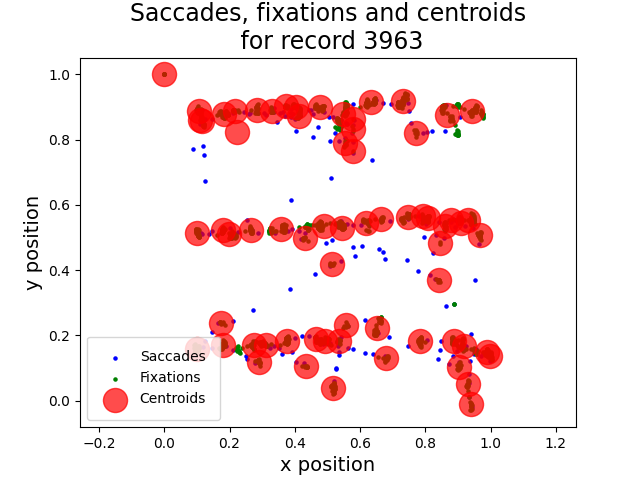 Saccades, fixations and centroids
for record 3963
y position
1.0
0.8
0.6
0.4
0.2
0.0
Saccades
Fixations
Centroids
−0.2
0.0
0.2
0.4
0.6
0.8
1.0
1.2
x position